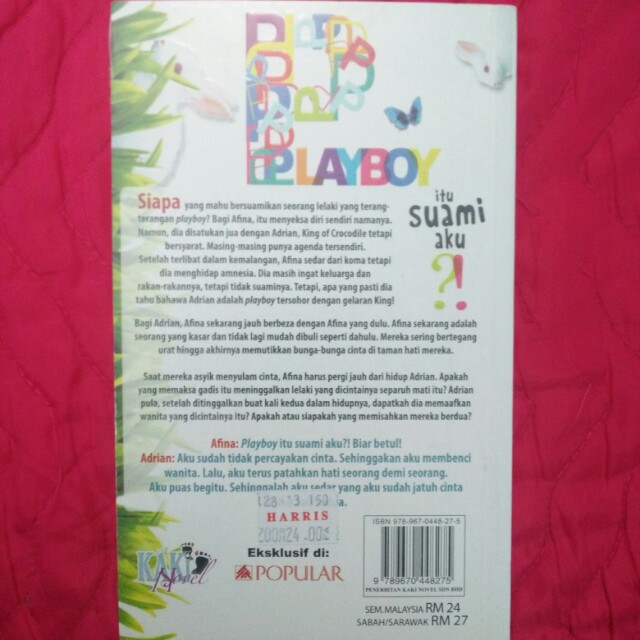 PLAYBOY
itu
suami
aku
?!
Siapa yang mahu bersuamikan seorang lelaki yang terang-
terangan playboy? Bagi Afina, itu menyeksa diri sendiri namanya.
Namun, dia disatukan jua dengan Adrian, King of Crocodile tetapi
bersyarat. Masing-masing punya agenda tersendiri.
Setelah terlibat dalam kemalangan, Afina sedar dari koma tetapi
dia menghidap amnesia. Dia masih ingat keluarga dan
rakan-rakannya, tetapi tidak suaminya. Tetapi, apa yang pasti dia
tahu bahawa Adrian adalah playboy tersohor dengan gelaran King!
Bagi Adrian, Afina sekarang jauh berbeza dengan Afina yang dulu. Afina sekarang adalah
seorang yang kasar dan tidak lagi mudah dibuli seperti dahulu. Mereka sering bertegang
urat hingga akhirnya memutikkan bunga-bunga cinta di taman hati mereka.
Saat mereka asyik menyulam cinta, Afina harus pergi jauh dari hidup Adrian. Apakah
yang memaksa gadis itu meninggalkan lelaki yang dicintainya separuh mati itu? Adrian
pula, setelah ditinggalkan buat kali kedua dalam hidupnya, dapatkah dia memaafkan
wanita yang dicintainya itu? Apakah atau siapakah yang memisahkan mereka berdua?
Afina: Playboy itu suami aku?! Biar betul!
Adrian: Aku sudah tidak percayakan cinta. Sehinggakan aku membenci
wanita. Lalu, aku terus patahkan hati seorang demi seorang.
Aku puas begitu. Sehinggalah aku sedar yang aku sudah jatuh cinta
HARRIS
KAKI
Novel
Eksklusif di:
POPULAR
ISBN 978-967-0448-27-5
9 789670 448275
PENERBITAN KAKI NOVEL SDN BHD
SEM.MALAYSIA RM 24
SABAH/SARAWAK RM 27